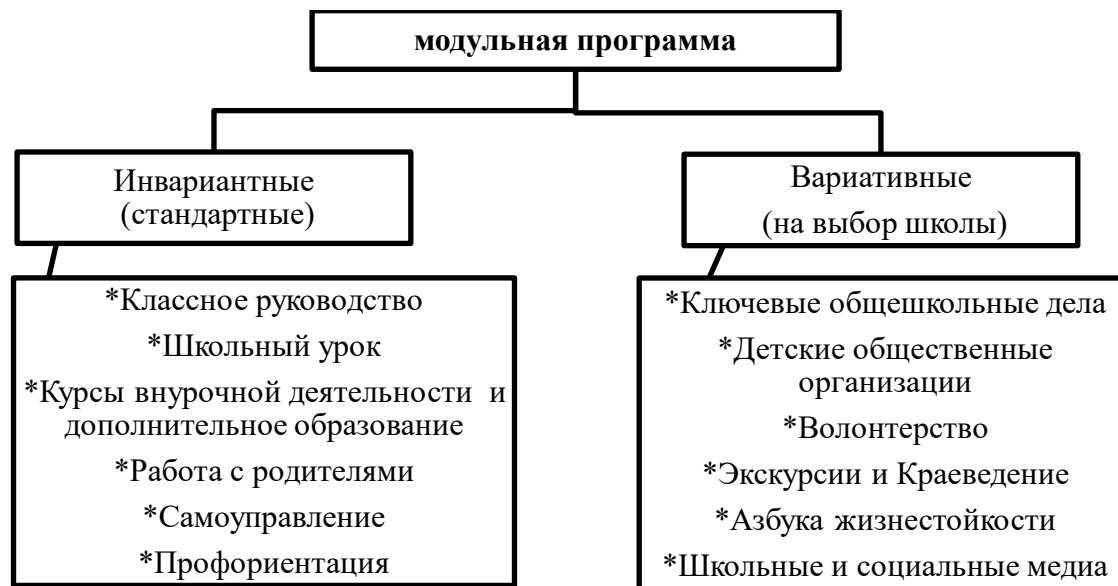 модульная программа
Инвариантные
(стандартные)
*Классное руководство
*Школьный урок
*Курсы внурочной деятельности и
дополнительное образование
*Работа с родителями
*Самоуправление
*Профориентация
Вариативные
(на выбор школы)
*Ключевые общешкольные дела
*Детские общественные
организации
*Волонтерство
*Экскурсии и Краеведение
*Азбука жизнестойкости
*Школьные и социальные медиа